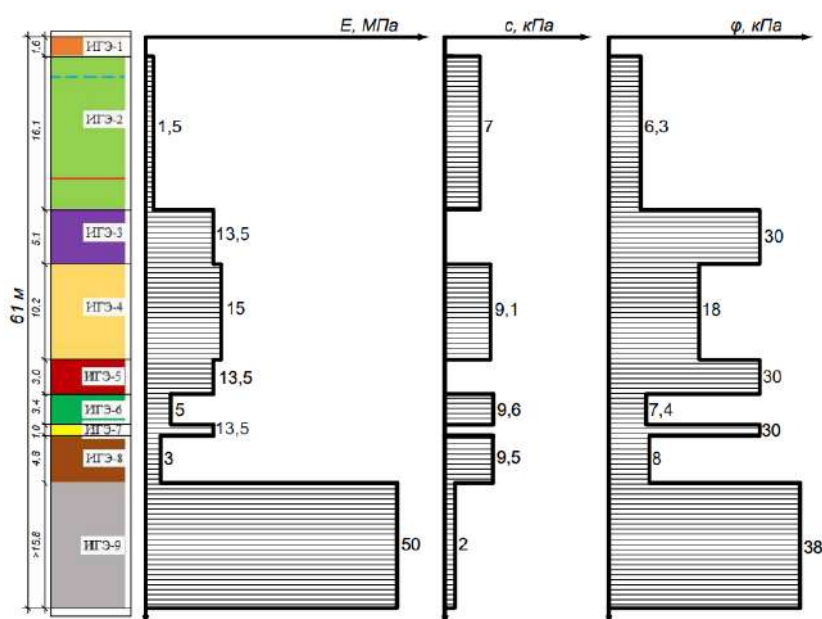 E, МПа
c, кПа
φ, кПа
61 м
1.6
ИГЭ-1
16.1
ИГЭ-2
1,5
7
6,3
5.1
ИГЭ-3
13,5
30
10.2
ИГЭ-4
15
9,1
18
3.0
ИГЭ-5
13,5
30
3.4
ИГЭ-6
5
9,6
7,4
1.0
ИГЭ-7
13,5
30
4.8
ИГЭ-8
3
9,5
8
>15.8
ИГЭ-9
50
2
38